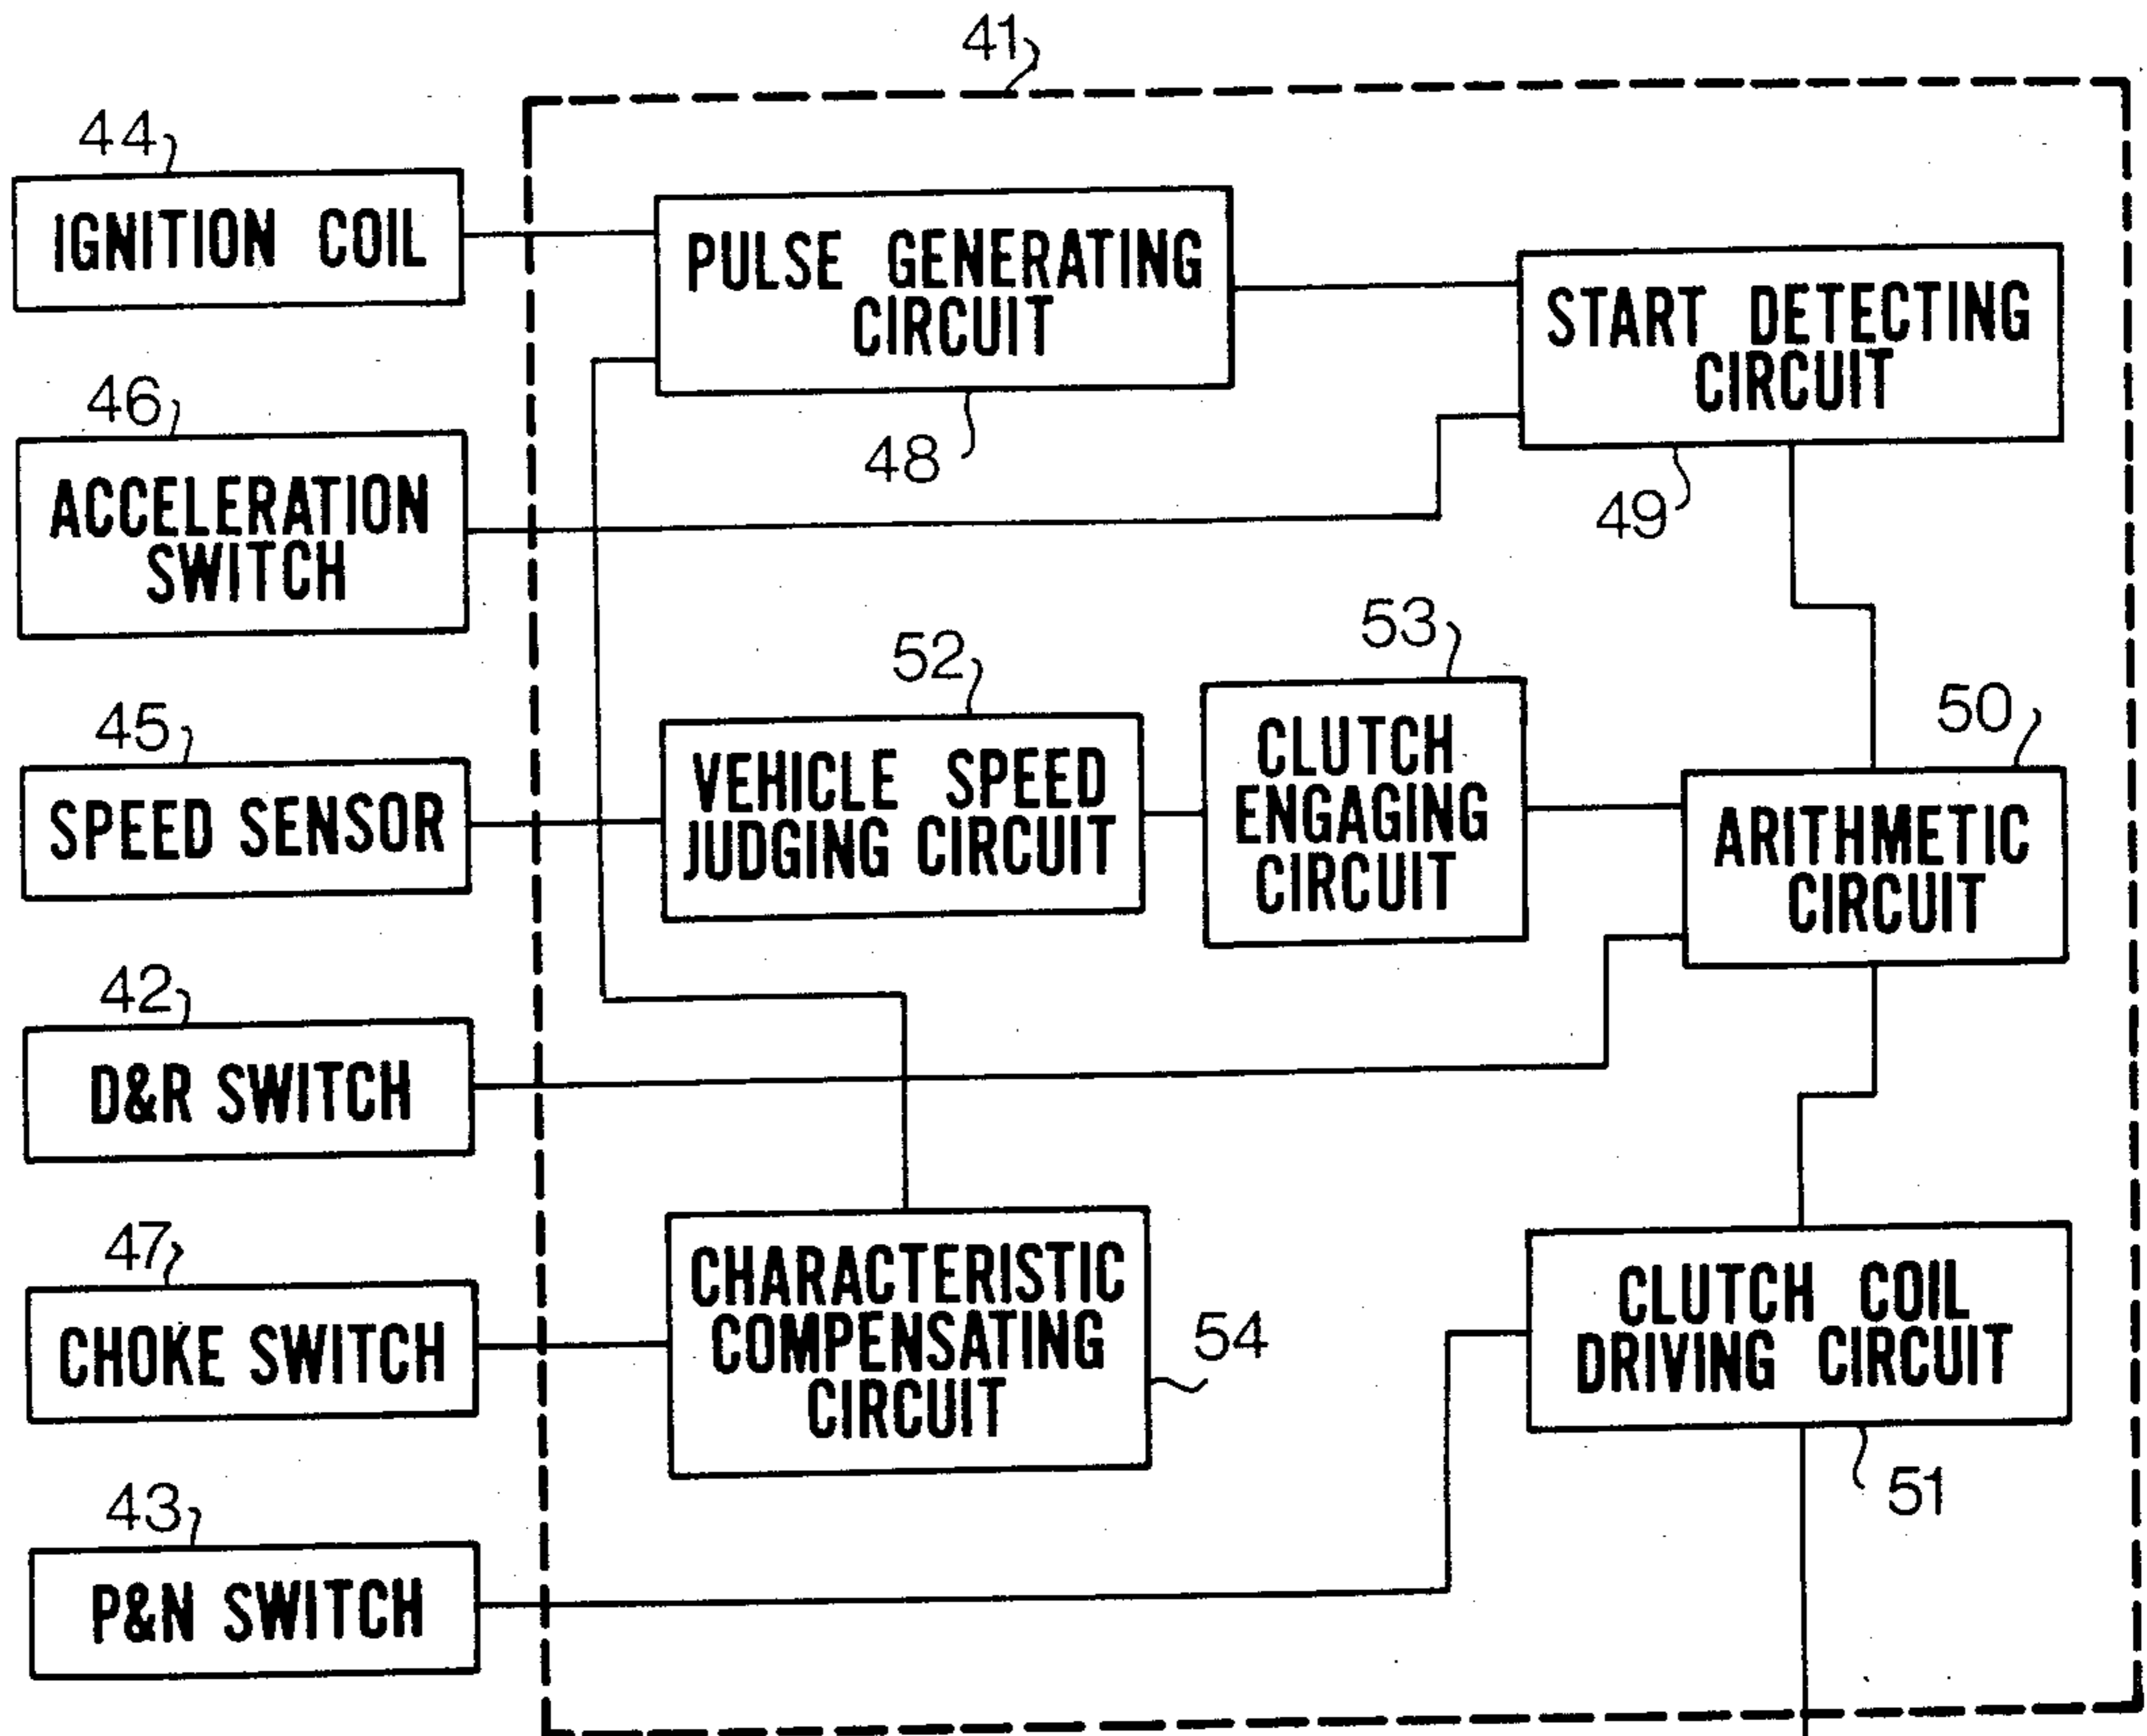 41
44
IGNITION COIL
PULSE GENERATING
CIRCUIT
48
START DETECTING
CIRCUIT
49
46
ACCELERATION
SWITCH
45
SPEED SENSOR
52
VEHICLE SPEED
JUDGING CIRCUIT
53
CLUTCH
ENGAGING
CIRCUIT
50
ARITHMETIC
CIRCUIT
42
D&R SWITCH
47
CHOKE SWITCH
CHARACTERISTIC
COMPENSATING
CIRCUIT
54
CLUTCH COIL
DRIVING CIRCUIT
51
43
P&N SWITCH